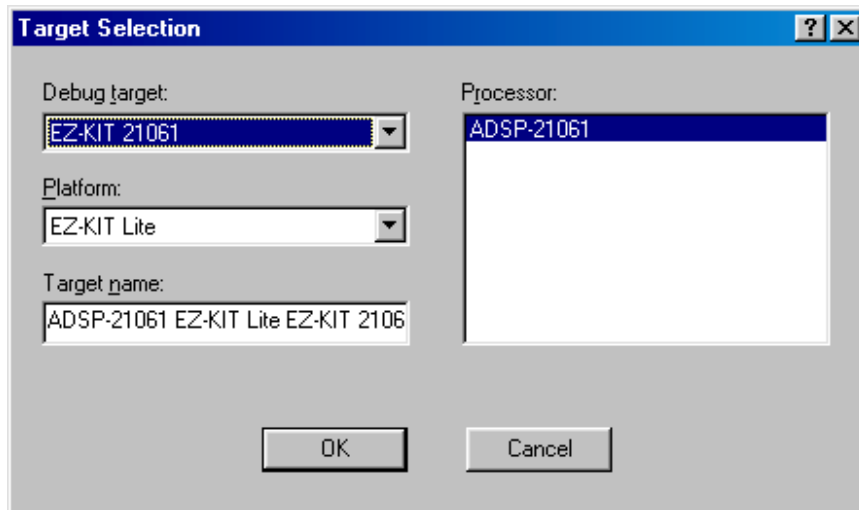 Target Selection
Debug target:
EZ-KIT 21061
Platform:
EZ-KIT Lite
Target name:
ADSP-21061 EZ-KIT Lite EZ-KIT 2106
Processor:
ADSP-21061
OK
Cancel